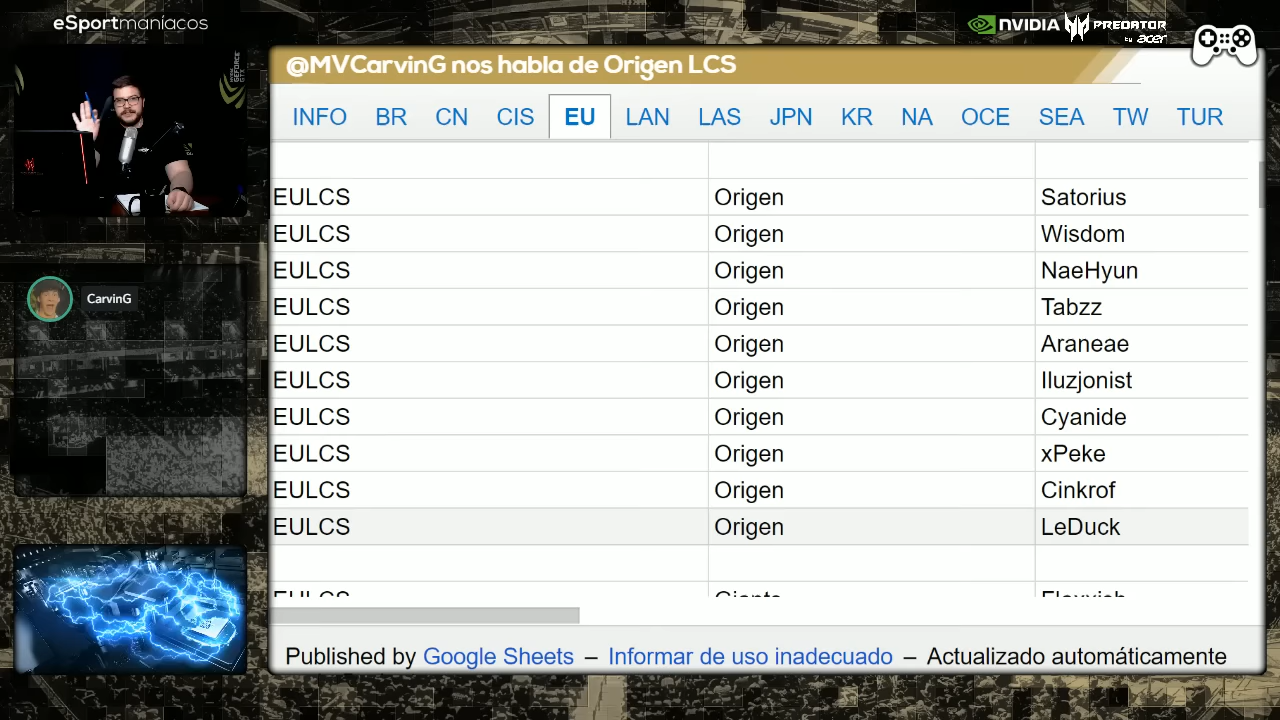 eSportmaníacos
NVIDIA PREDATOR by acer
@MVCarvinG nos habla de Origen LCS
INFO BR CN CIS EU LAN LAS JPN KR NA OCE SEA TW TUR
EULCS Origen Satorius
EULCS Origen Wisdom
EULCS Origen NaeHyun
EULCS Origen Tabzz
EULCS Origen Araneae
EULCS Origen Iluzjonist
EULCS Origen Cyanide
EULCS Origen xPeke
EULCS Origen Cinkrof
EULCS Origen LeDuck
EULCS Giants
CarvinG
Published by Google Sheets – Informar de uso inadecuado – Actualizado automáticamente